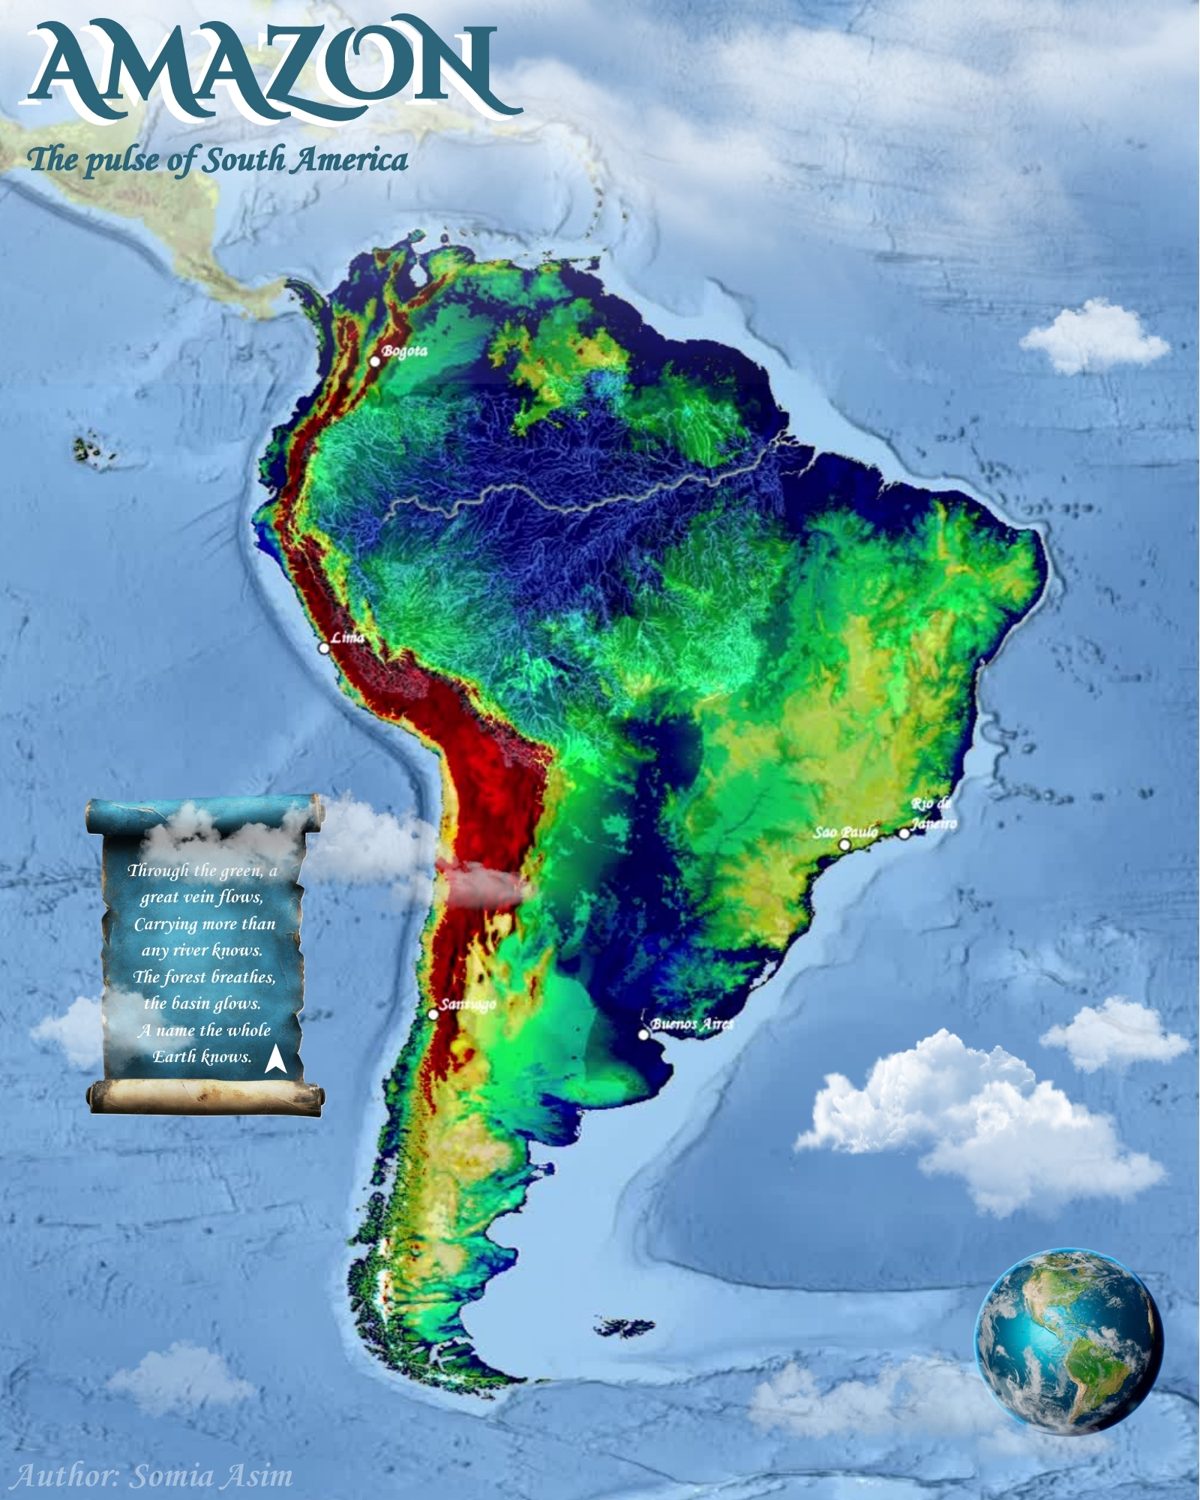 AMAZON
The pulse of South America
Bogota
Lima
Rio de
Janeiro
Sao Paulo
Through the green, a
great vein flows,
Carrying more than
any river knows.
The forest breathes,
the basin glows.
A name the whole
Earth knows.
Santiago
Buenos Aires
Author: Somia Asim